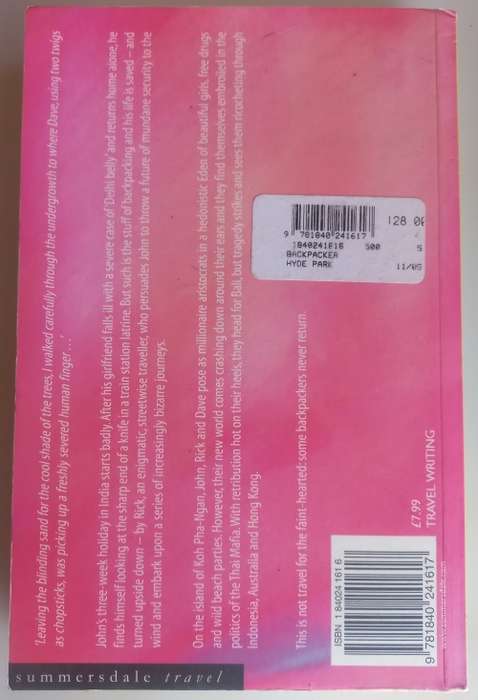 'Leaving the blinding sand for the cool shade of the trees, I walked carefully through the undergrowth to where Dave, using two twigs
as chopsticks, was picking up a freshly severed human finger . . .'
John's three week holiday in India starts badly. After his girlfriend falls ill with a severe case of 'Delhi belly' and returns home alone, he
finds himself looking at the sharp end of a knife in a train station latrine. But such is the stuff of backpacking and his life is saved – and
turned upside down – by Rick, an enigmatic, streetwise traveller, who persuades John to throw a future of mundane security to the
wind and embark upon a series of increasingly bizarre journeys.
On the island of Koh Pha-Ngan, John, Rick and Dave pose as millionaire aristocrats in a hedonistic Eden of beautiful girls, free drugs
and wild beach parties. However, their new world comes crashing down around their ears and they find themselves embroiled in the
politics of the Thai Mafia. With retribution hot on their heels, they head for Bali, but tragedy strikes and sees them ricocheting through
Indonesia, Australia and Hong Kong.
This is not travel for the faint-hearted: some backpackers never return.
9 781840 241617
1840241616 500
BACKPACKER
HYDE PARK
128
5
11/05
£7.99
TRAVEL WRITING
www.summersdale.com
ISBN 1 84024 161 6
9 781840 241617
summersdale travel